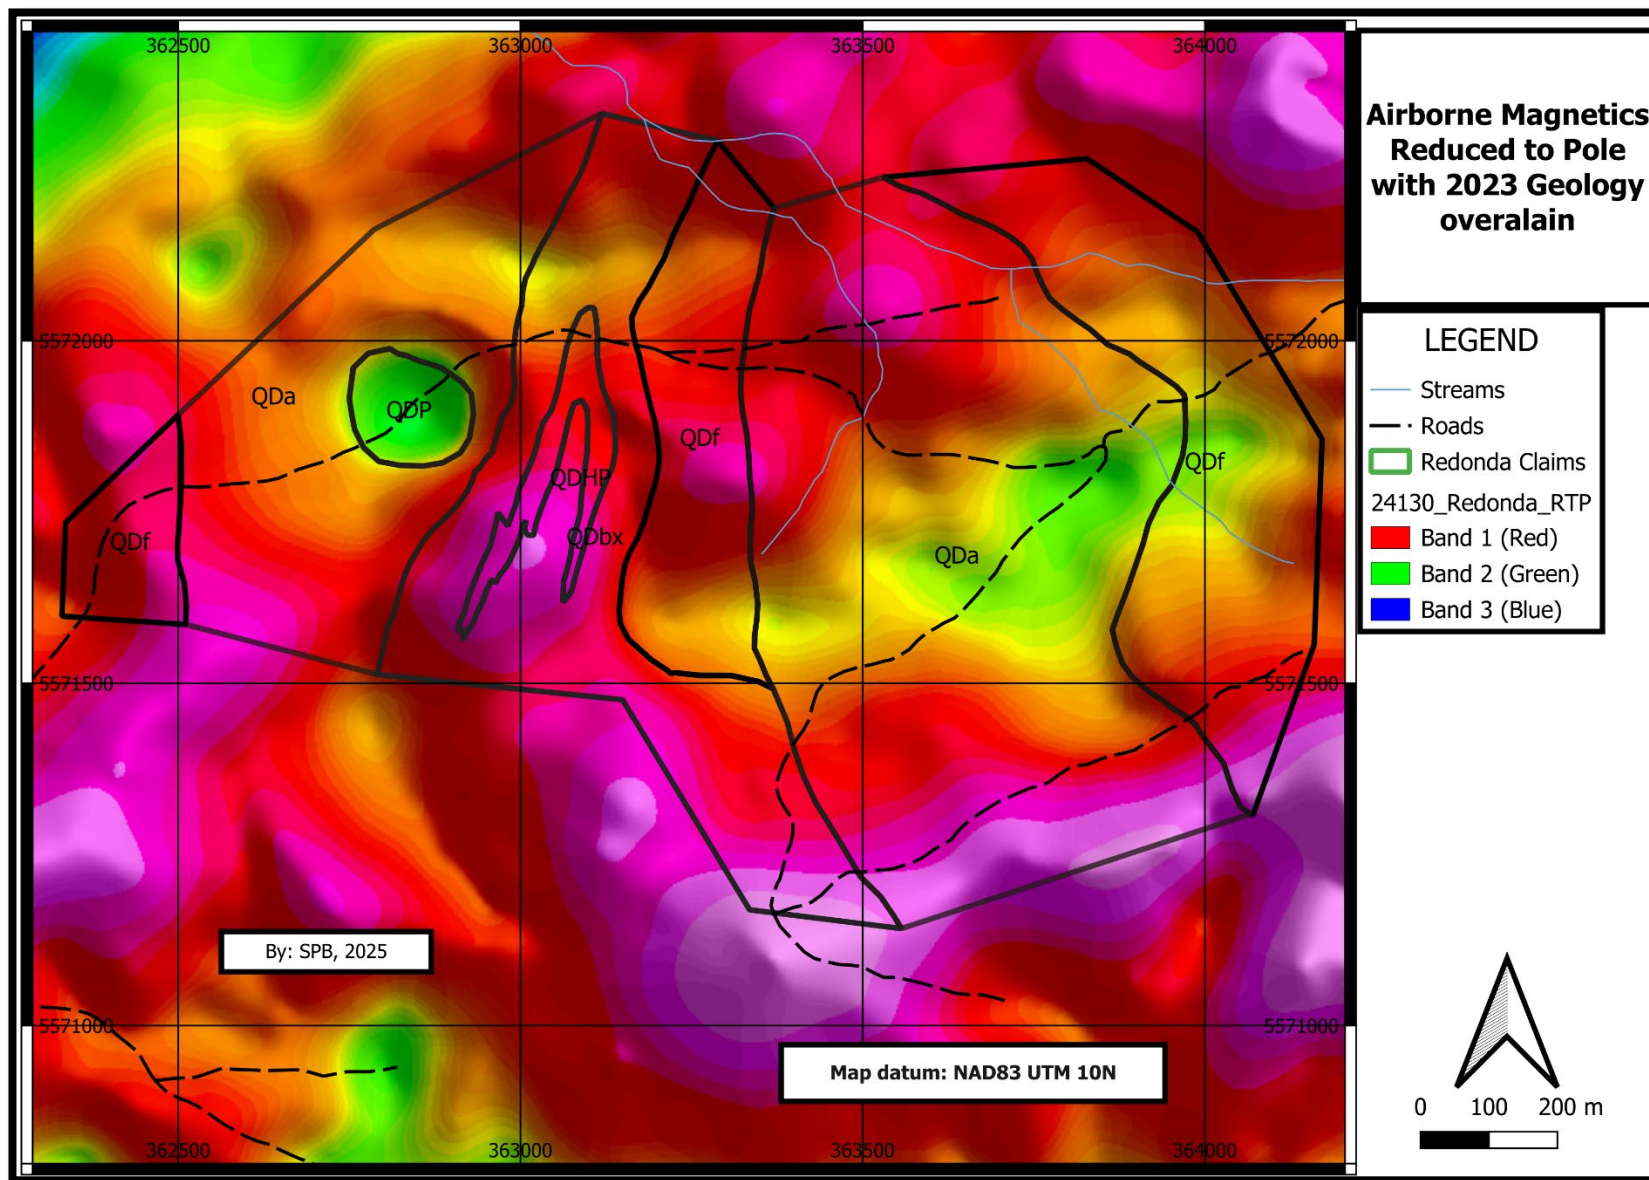 362500
363000
363500
364000
Airborne Magnetics
Reduced to Pole
with 2023 Geology
overalain
5572000
5572000
LEGEND
Streams
Roads
Redonda Claims
24130_Redonda_RTP
Band 1 (Red)
Band 2 (Green)
Band 3 (Blue)
QDa
QDP
QDf
QDf
QDHP
QDbx
QDf
QDa
5571500
5571500
By: SPB, 2025
5571000
5571000
Map datum: NAD83 UTM 10N
0 100 200 m
362500
363000
363500
364000